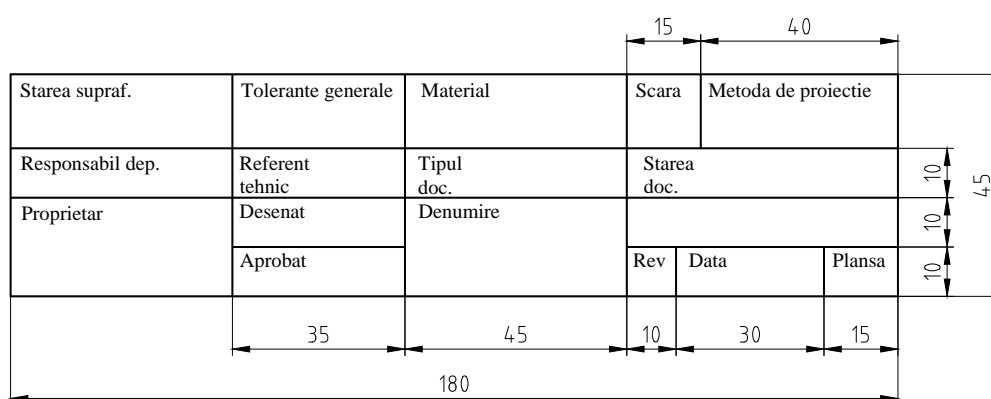 15 40
Starea supraf. Tolerante generale Material Scara Metoda de proiectie
Responsabil dep. Referent tehnic Tipul doc. Starea doc. 10
45
Proprietar Desenat Denumire 10
Aprobat Rev Data Plansa 10
35 45 10 30 15
180